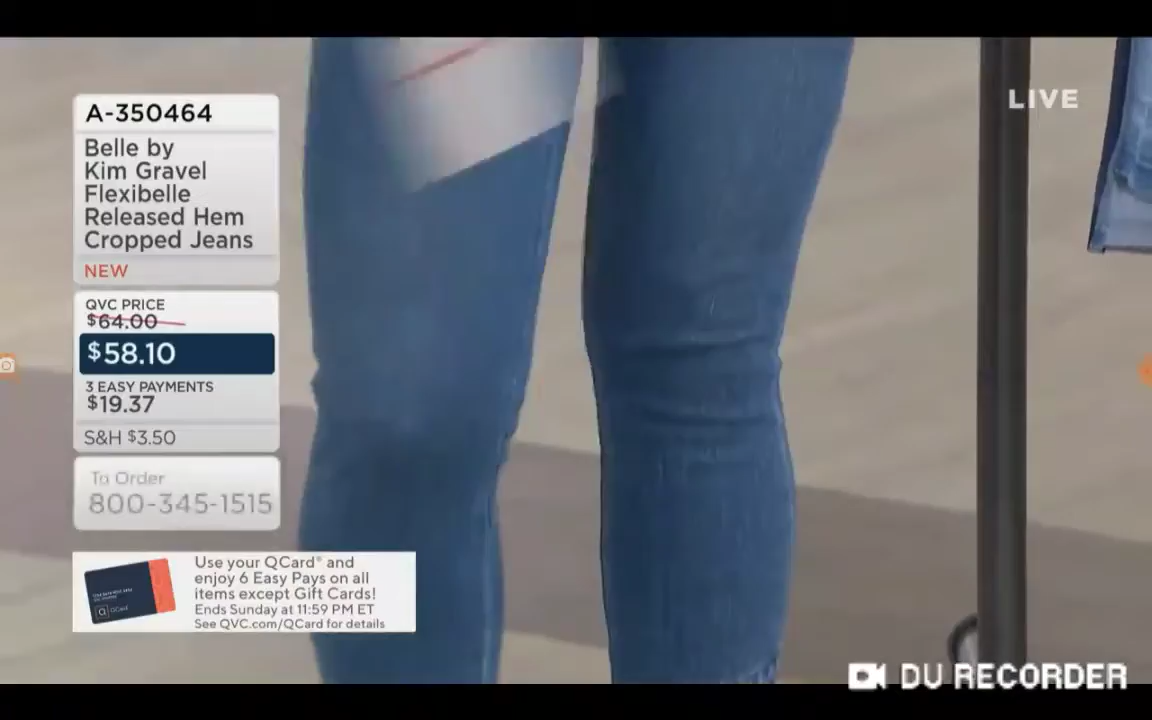 A-350464
Belle by
Kim Gravel
Flexibelle
Released Hem
Cropped Jeans
NEW
QVC PRICE
$64.00
$58.10
3 EASY PAYMENTS
$19.37
S&H $3.50
To Order
800-345-1515
Use your QCard® and
enjoy 6 Easy Pays on all
items except Gift Cards!
Ends Sunday at 11:59 PM ET
See QVC.com/QCard for details
QCard
LIVE
DU RECORDER